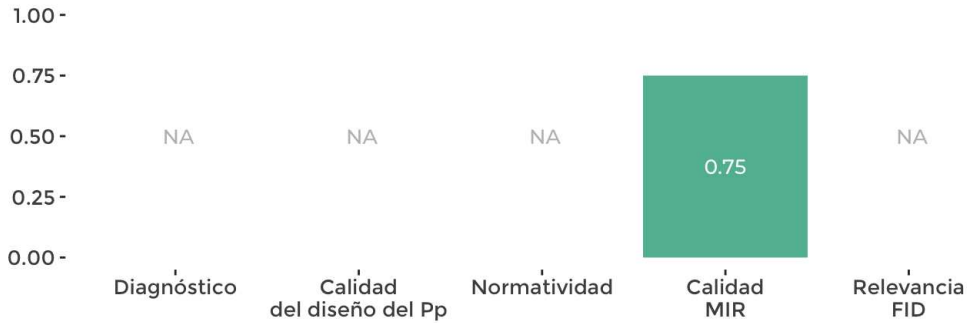 1.00
0.75
0.50
0.25
0.00
NA
NA
NA
0.75
NA
Diagnóstico
Calidad
del diseño del Pp
Normatividad
Calidad
MIR
Relevancia
FID